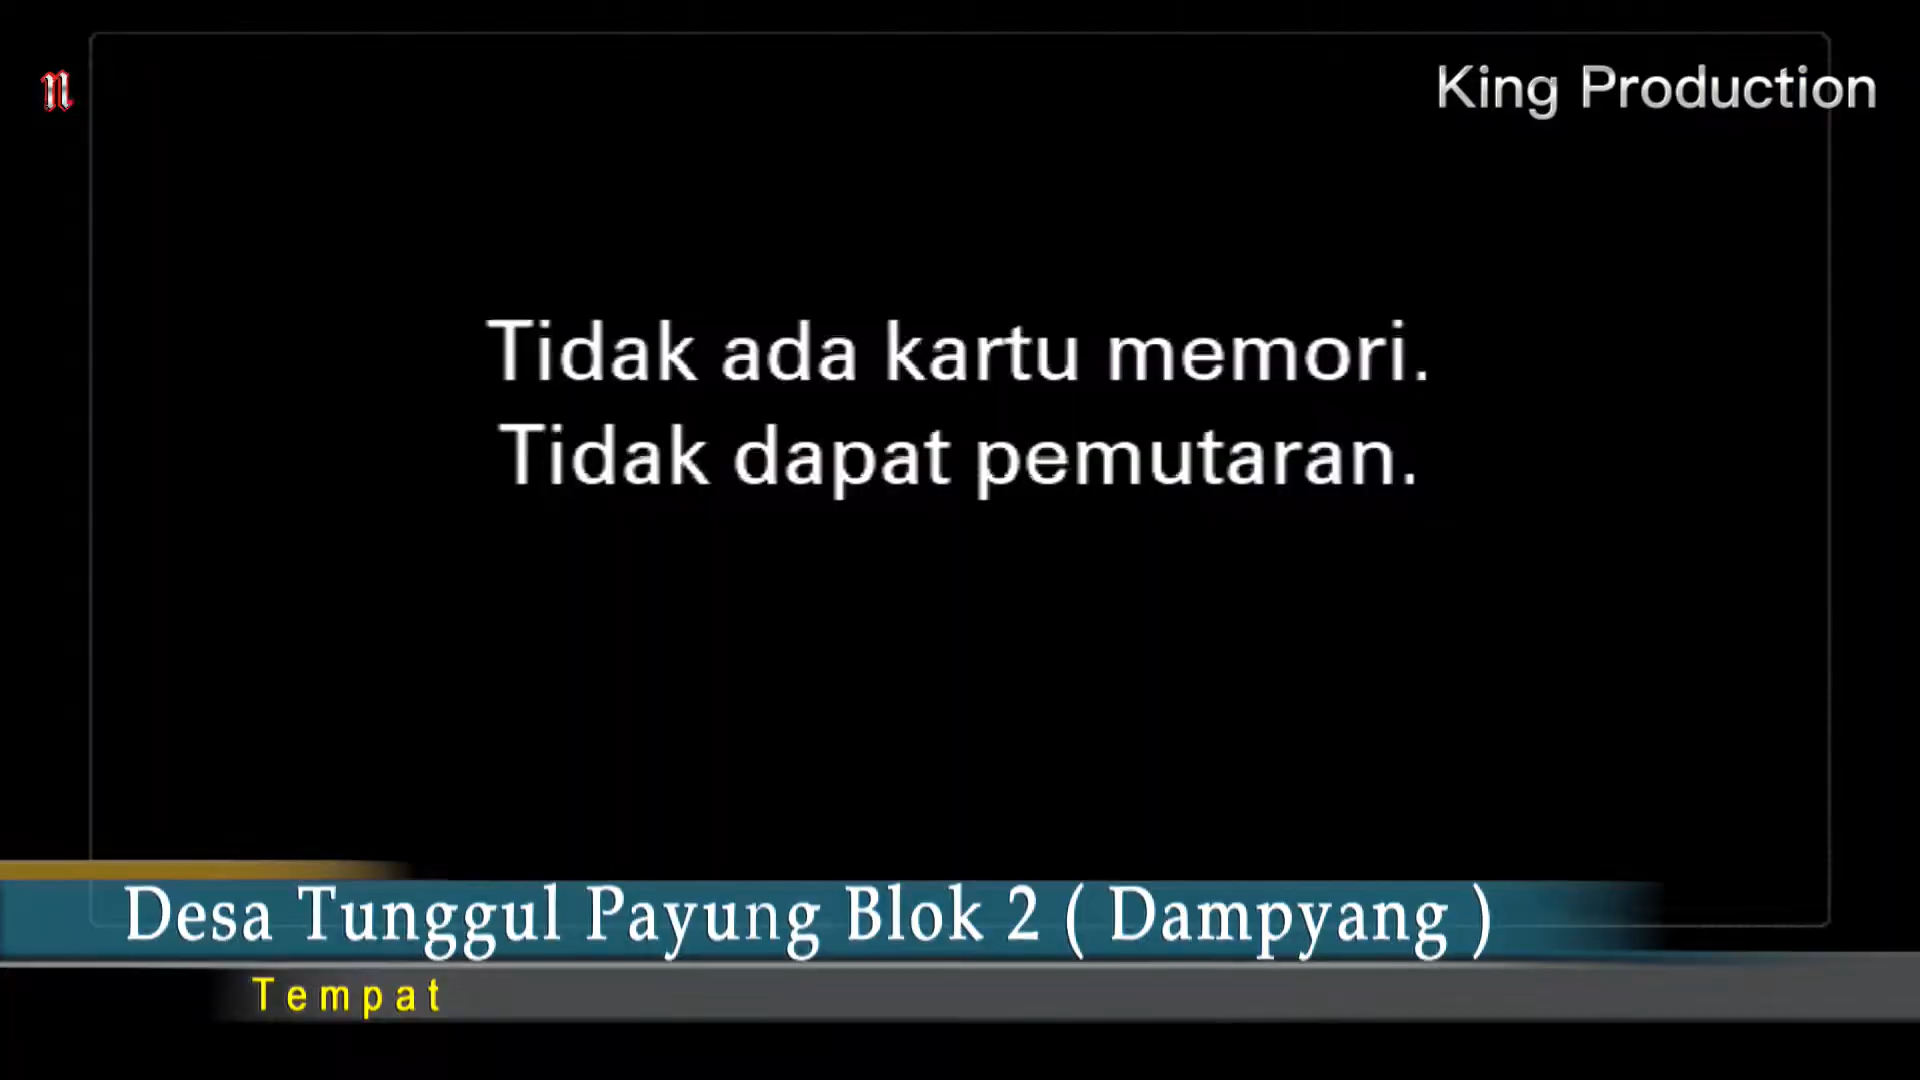 King Production
Tidak ada kartu memori.
Tidak dapat pemutaran.
Desa Tunggul Payung Blok 2 ( Dampyang )
Tempat